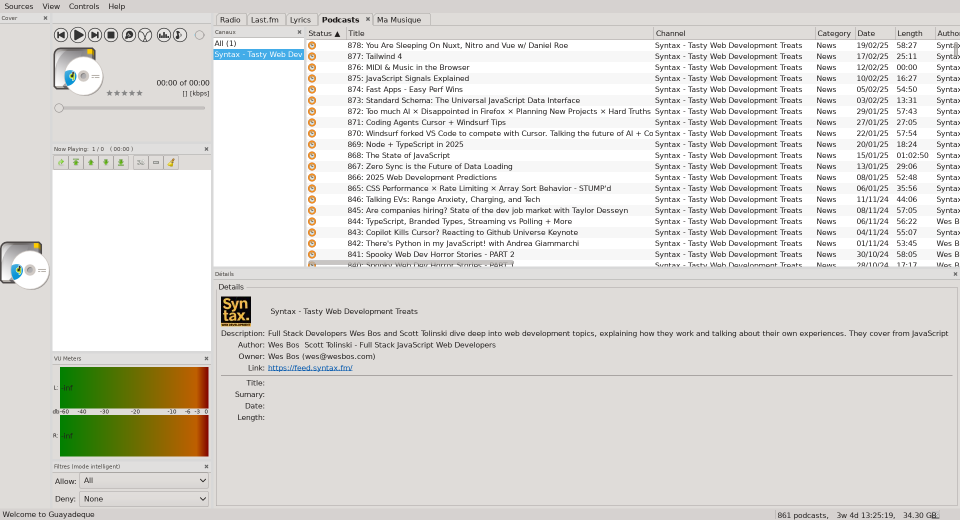 Sources View Controls Help
Cover
Radio Last.fm Lyrics Podcasts Ma Musique
00:00 of 00:00
[] [kbps]
Now Playing: 1 / 0 ( 00:00 )
VU Meters
L: -inf
db -60 -40 -30 -20 -10 -6 -3 0
R: -inf
Filtres (mode intelligent)
Allow: All
Deny: None
Canaux
All (1)
Syntax - Tasty Web Dev
Status Title Channel Category Date Length Author
878: You Are Sleeping On Nuxt, Nitro and Vue w/ Daniel Roe Syntax - Tasty Web Development Treats News 19/02/25 58:27
877: Tailwind 4 Syntax - Tasty Web Development Treats News 17/02/25 25:11 Syntax
876: MIDI & Music in the Browser Syntax - Tasty Web Development Treats News 12/02/25 00:00 Syntax
875: JavaScript Signals Explained Syntax - Tasty Web Development Treats News 10/02/25 16:27 Syntax
874: Fast Apps - Easy Perf Wins Syntax - Tasty Web Development Treats News 05/02/25 54:50 Syntax
873: Standard Schema: The Universal JavaScript Data Interface Syntax - Tasty Web Development Treats News 03/02/25 13:31 Syntax
872: Too much AI × Disappointed in Firefox × Planning New Projects × Hard Truths Syntax - Tasty Web Development Treats News 29/01/25 57:43 Syntax
871: Coding Agents Cursor + Windsurf Tips Syntax - Tasty Web Development Treats News 27/01/25 27:05 Syntax
870: Windsurf forked VS Code to compete with Cursor. Talking the future of AI + Co Syntax - Tasty Web Development Treats News 22/01/25 57:54 Syntax
869: Node + TypeScript in 2025 Syntax - Tasty Web Development Treats News 20/01/25 18:24 Syntax
868: The State of JavaScript Syntax - Tasty Web Development Treats News 15/01/25 01:02:50 Syntax
867: Zero Sync is the Future of Data Loading Syntax - Tasty Web Development Treats News 13/01/25 29:06 Syntax
866: 2025 Web Development Predictions Syntax - Tasty Web Development Treats News 08/01/25 52:48 Syntax
865: CSS Performance × Rate Limiting × Array Sort Behavior - STUMP'd Syntax - Tasty Web Development Treats News 06/01/25 35:56 Syntax
846: Talking EVs: Range Anxiety, Charging, and Tech Syntax - Tasty Web Development Treats News 11/11/24 44:06 Syntax
845: Are companies hiring? State of the dev job market with Taylor Desseyn Syntax - Tasty Web Development Treats News 08/11/24 57:05 Syntax
844: TypeScript, Branded Types, Streaming vs Polling + More Syntax - Tasty Web Development Treats News 06/11/24 56:22 Wes B
843: Copilot Kills Cursor? Reacting to Github Universe Keynote Syntax - Tasty Web Development Treats News 04/11/24 55:07 Syntax
842: There's Python in my JavaScript! with Andrea Giammarchi Syntax - Tasty Web Development Treats News 01/11/24 53:45 Wes B
841: Spooky Web Dev Horror Stories - PART 2 Syntax - Tasty Web Development Treats News 30/10/24 58:05 Wes B
840: Spooky Web Dev Horror Stories - PART 1 Syntax - Tasty Web Development Treats News 28/10/24 17:17 Wes B
Détails
Details
Syn
tax.
Syntax - Tasty Web Development Treats
Description: Full Stack Developers Wes Bos and Scott Tolinski dive deep into web development topics, explaining how they work and talking about their own experiences. They cover from JavaScript
Author: Wes Bos Scott Tolinski - Full Stack JavaScript Web Developers
Owner: Wes Bos (wes@wesbos.com)
Link: https://feed.syntax.fm/
Title:
Sumary:
Date:
Length:
Welcome to Guayadeque
861 podcasts, 3w 4d 13:25:19, 34.30 GB